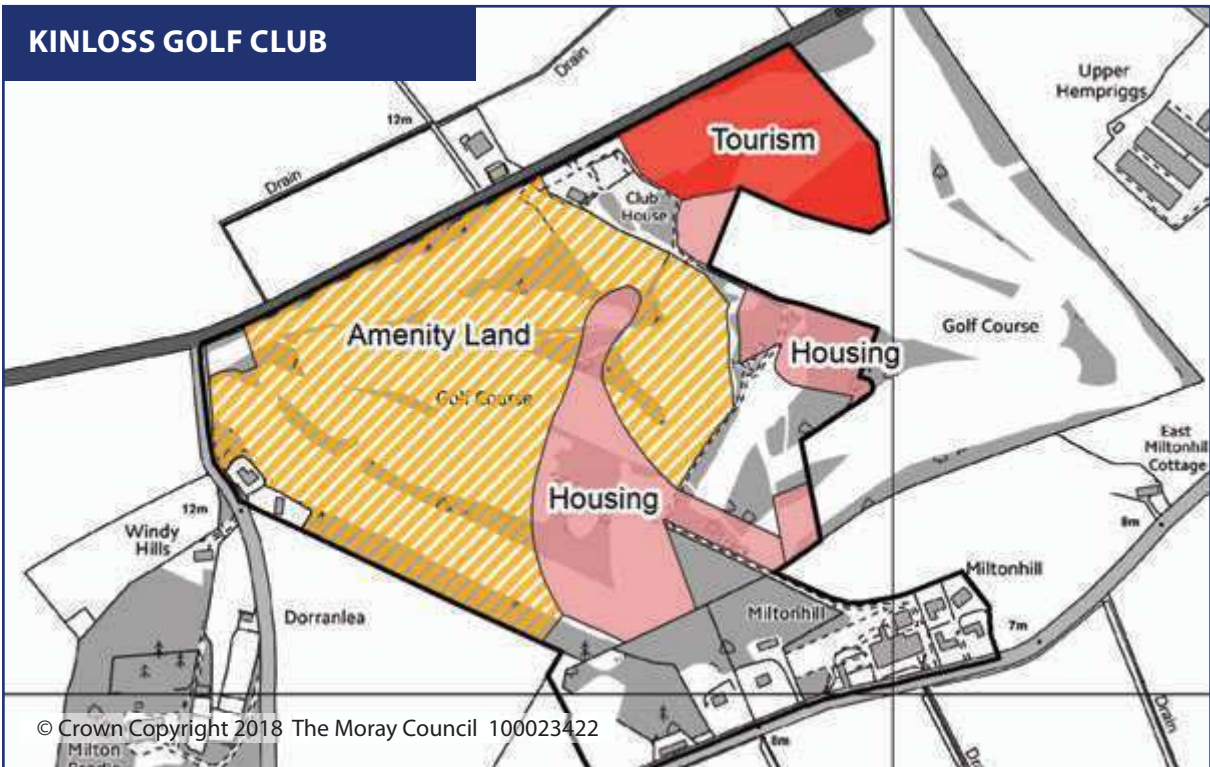 KINLOSS GOLF CLUB
Drain
Upper
Hempriggs
12m
Tourism
Drain
Club
House
Amenity Land
Golf Course
Housing
Golf Course
East
Miltonhill
Cottage
Housing
12m
Windy
Hills
8m
Miltonhill
Dorranlea
Miltonhill
7m
© Crown Copyright 2018 The Moray Council 100023422
Drain
Milton
8m